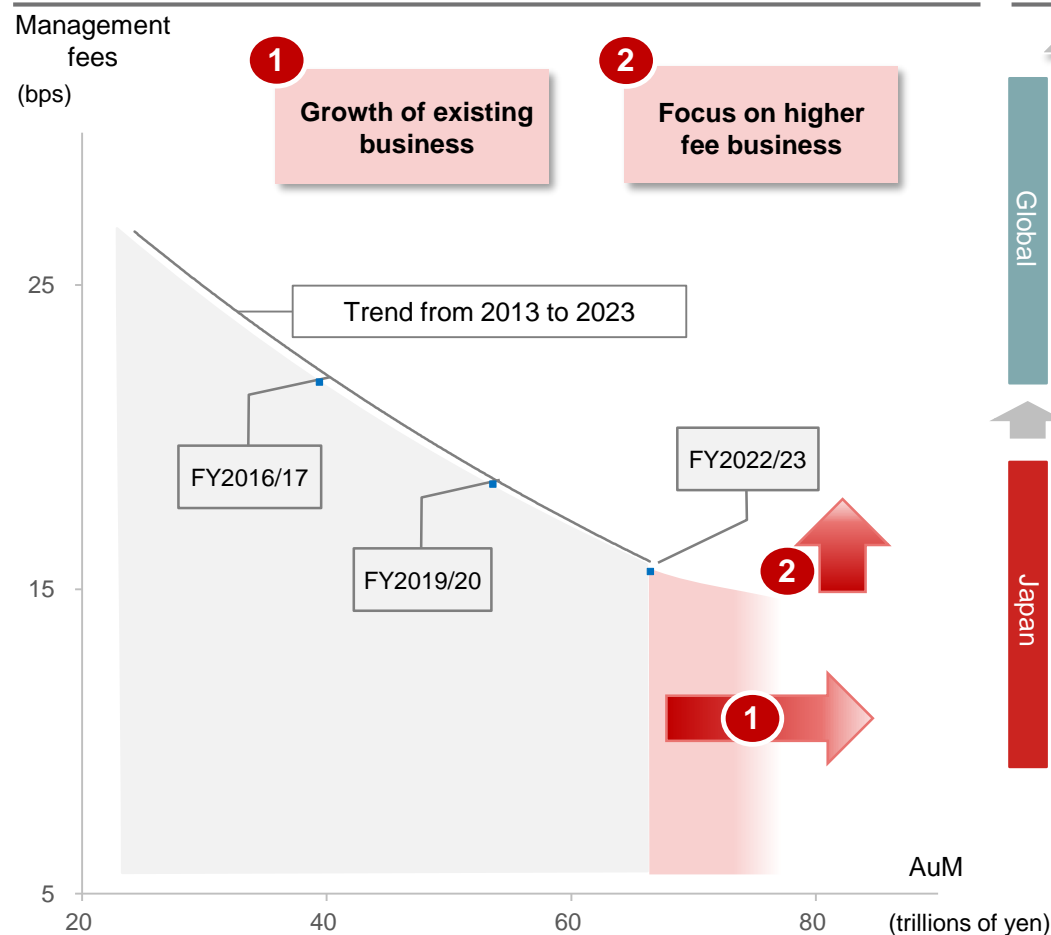 Management
fees
(bps)
1
Growth of existing
business
2
Focus on higher
fee business
Global
25
Trend from 2013 to 2023
FY2016/17
FY2022/23
FY2019/20
2
15
Japan
1
AuM
5
20
40
60
80
(trillions of yen)